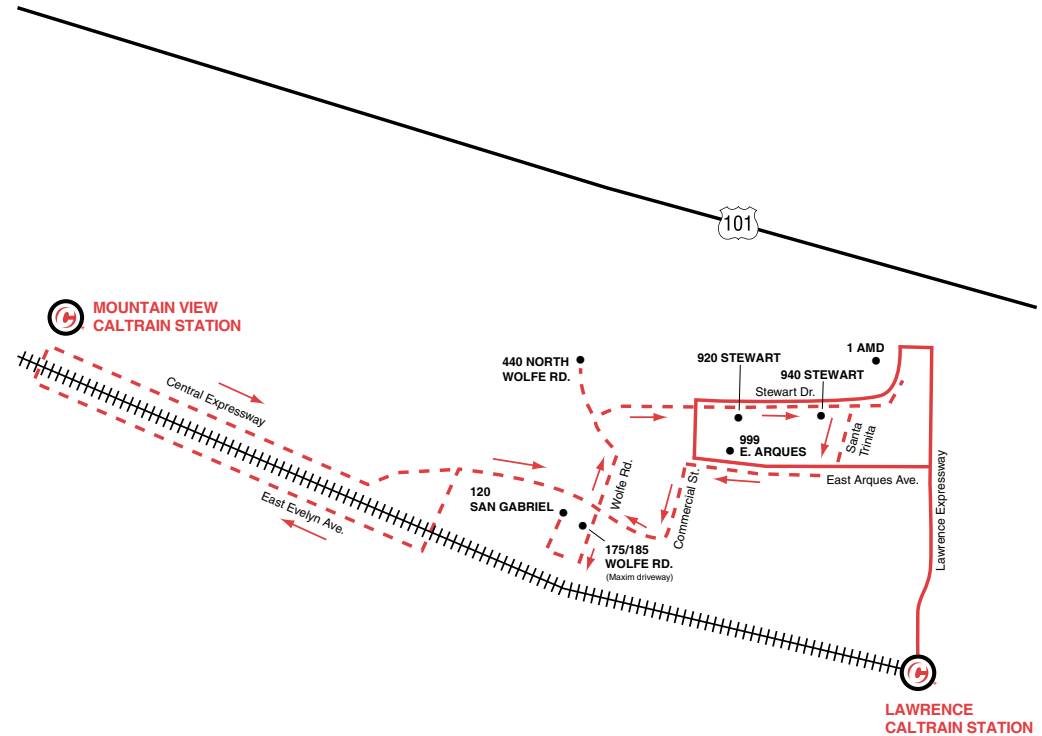 101
MOUNTAIN VIEW
CALTRAIN STATION
Central Expressway
East Evelyn Ave.
440 NORTH
WOLFE RD.
920 STEWART
1 AMD
940 STEWART
Stewart Dr.
999
E. ARQUES
Santa
Trinita
East Arques Ave.
Wolfe Rd.
Commercial St.
Lawrence Expressway
120
SAN GABRIEL
175/185
WOLFE RD.
(Maxim driveway)
LAWRENCE
CALTRAIN STATION